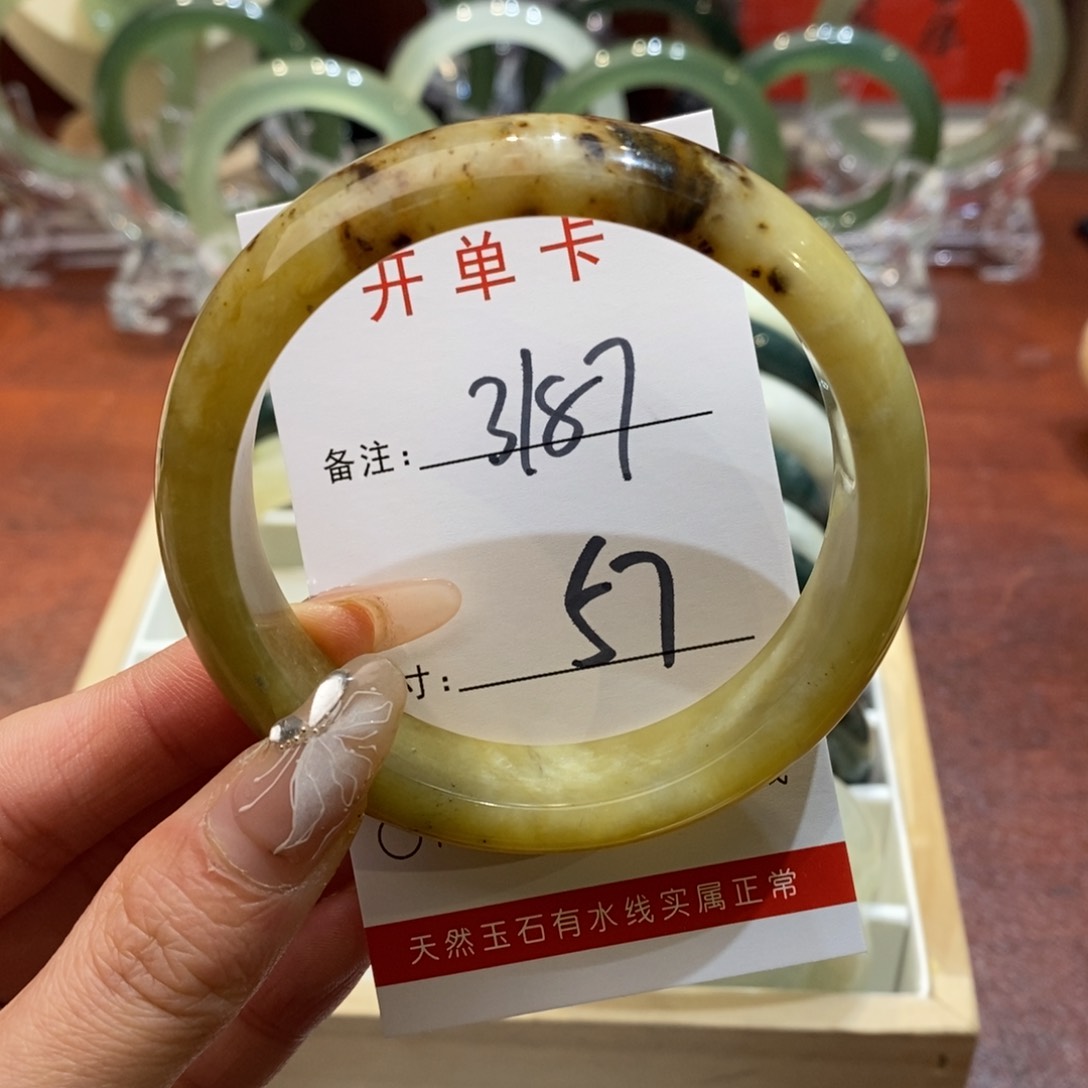 开单卡
备注: 3187
寸: 57
天然玉石有水线实属正常